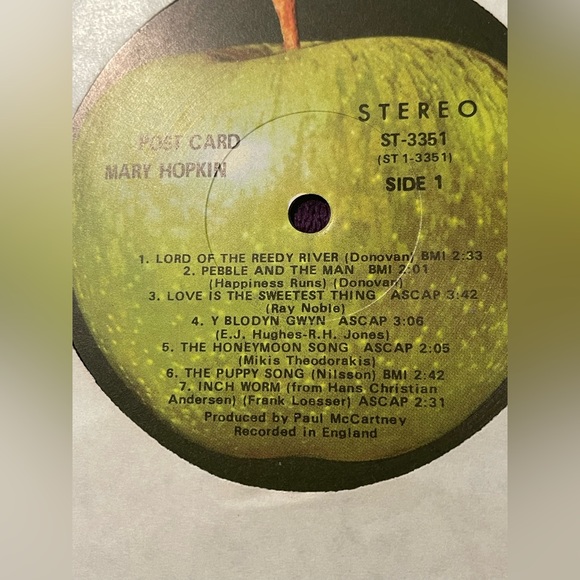 STEREO
POST CARD
MARY HOPKIN
ST-3351
(ST 1-3351)
SIDE 1
1. LORD OF THE REEDY RIVER (Donovan) BMI 2:33
2. PEBBLE AND THE MAN BMI 2:01
(Happiness Runs) (Donovan)
3. LOVE IS THE SWEETEST THING ASCAP 3:42
(Ray Noble)
4. Y BLODYN GWYN ASCAP 3:06
(E.J. Hughes-R.H. Jones)
5. THE HONEYMOON SONG ASCAP 2:05
(Mikis Theodorakis)
6. THE PUPPY SONG (Nilsson) BMI 2:42
7. INCH WORM (from Hans Christian
Andersen) (Frank Loesser) ASCAP 2:31
Produced by Paul McCartney
Recorded in England